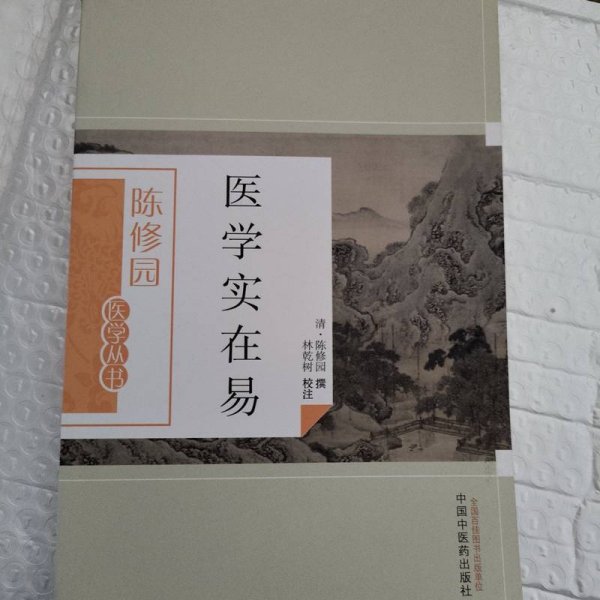 陈修园
医学丛书
医学实在易
清·陈修园 撰
林乾树 校注
全国百佳图书出版单位
中国中医药出版社